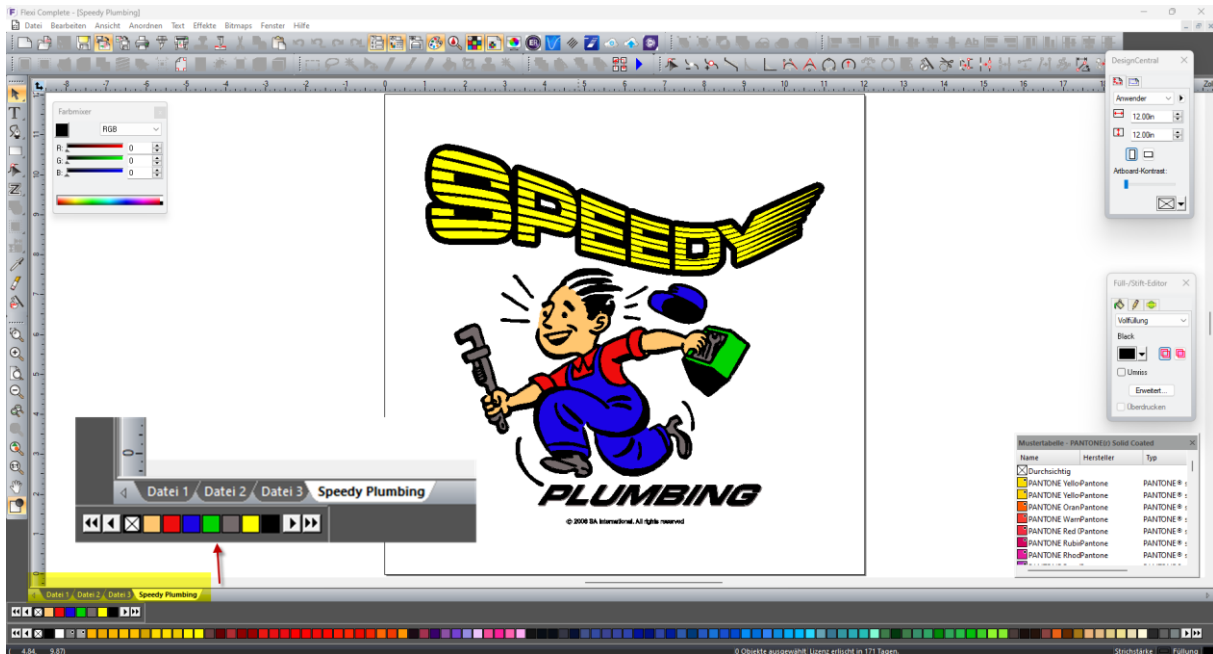 Flexi Complete - [Speedy Plumbing]
Datei Bearbeiten Ansicht Anordnen Text Effekte Bitmaps Fenster Hilfe
DesignCentral
Anwender
12.00in
12.00in
Artboard-Kontrast:
Farbmixer
RGB
R: 0
G: 0
B: 0
SPEEDY
PLUMBING
© 2008 SA International. All rights reserved
Füll-/Stift-Editor
Vollfüllung
Black
Umriss
Erweitert...
Überdrucken
Mustertabelle - PANTONE(r) Solid Coated
Name Hersteller Typ
Durchsichtig
PANTONE Yello Pantone PANTONE® s
PANTONE Yello Pantone PANTONE® s
PANTONE Oran Pantone PANTONE® s
PANTONE Warn Pantone PANTONE® s
PANTONE Red ( Pantone PANTONE® s
PANTONE Rubi Pantone PANTONE® s
PANTONE Rhod Pantone PANTONE® s
Datei 1 Datei 2 Datei 3 Speedy Plumbing
Datei 1 Datei 2 Datei 3 Speedy Plumbing
( 4.84, 9.87) 0 Objekte ausgewählt Lizenz erlischt in 171 Tagen. Strichstärke Füllung